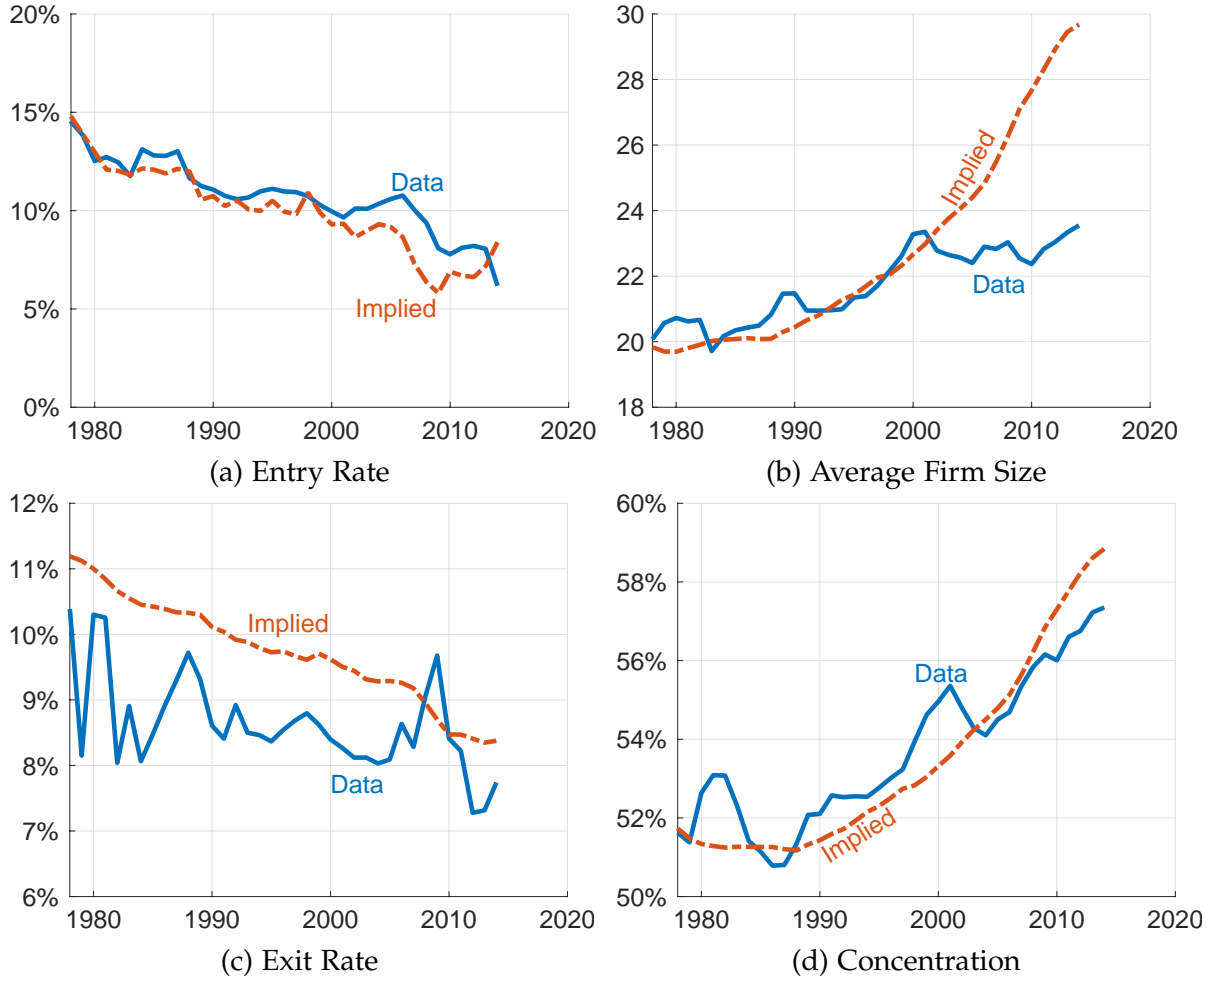 20%
15%
10%
5%
0%
Data
Implied
1980 1990 2000 2010 2020
(a) Entry Rate
30
28
26
24
22
20
18
Implied
Data
1980 1990 2000 2010 2020
(b) Average Firm Size
12%
11%
10%
9%
8%
7%
6%
Implied
Data
1980 1990 2000 2010 2020
(c) Exit Rate
60%
58%
56%
54%
52%
50%
Data
Implied
1980 1990 2000 2010 2020
(d) Concentration